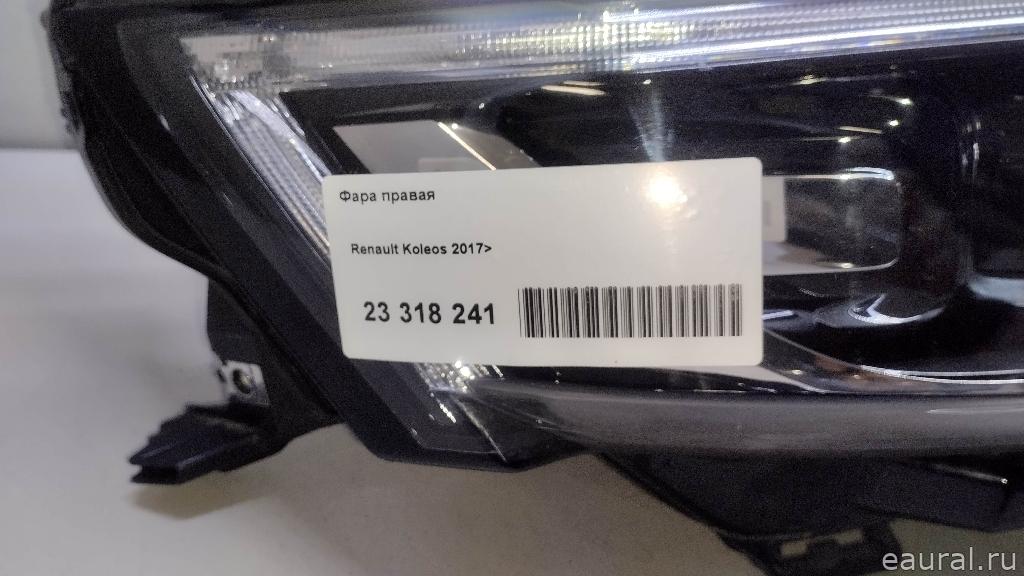 Фара правая
Renault Koleos 2017>
23 318 241
eaural.ru